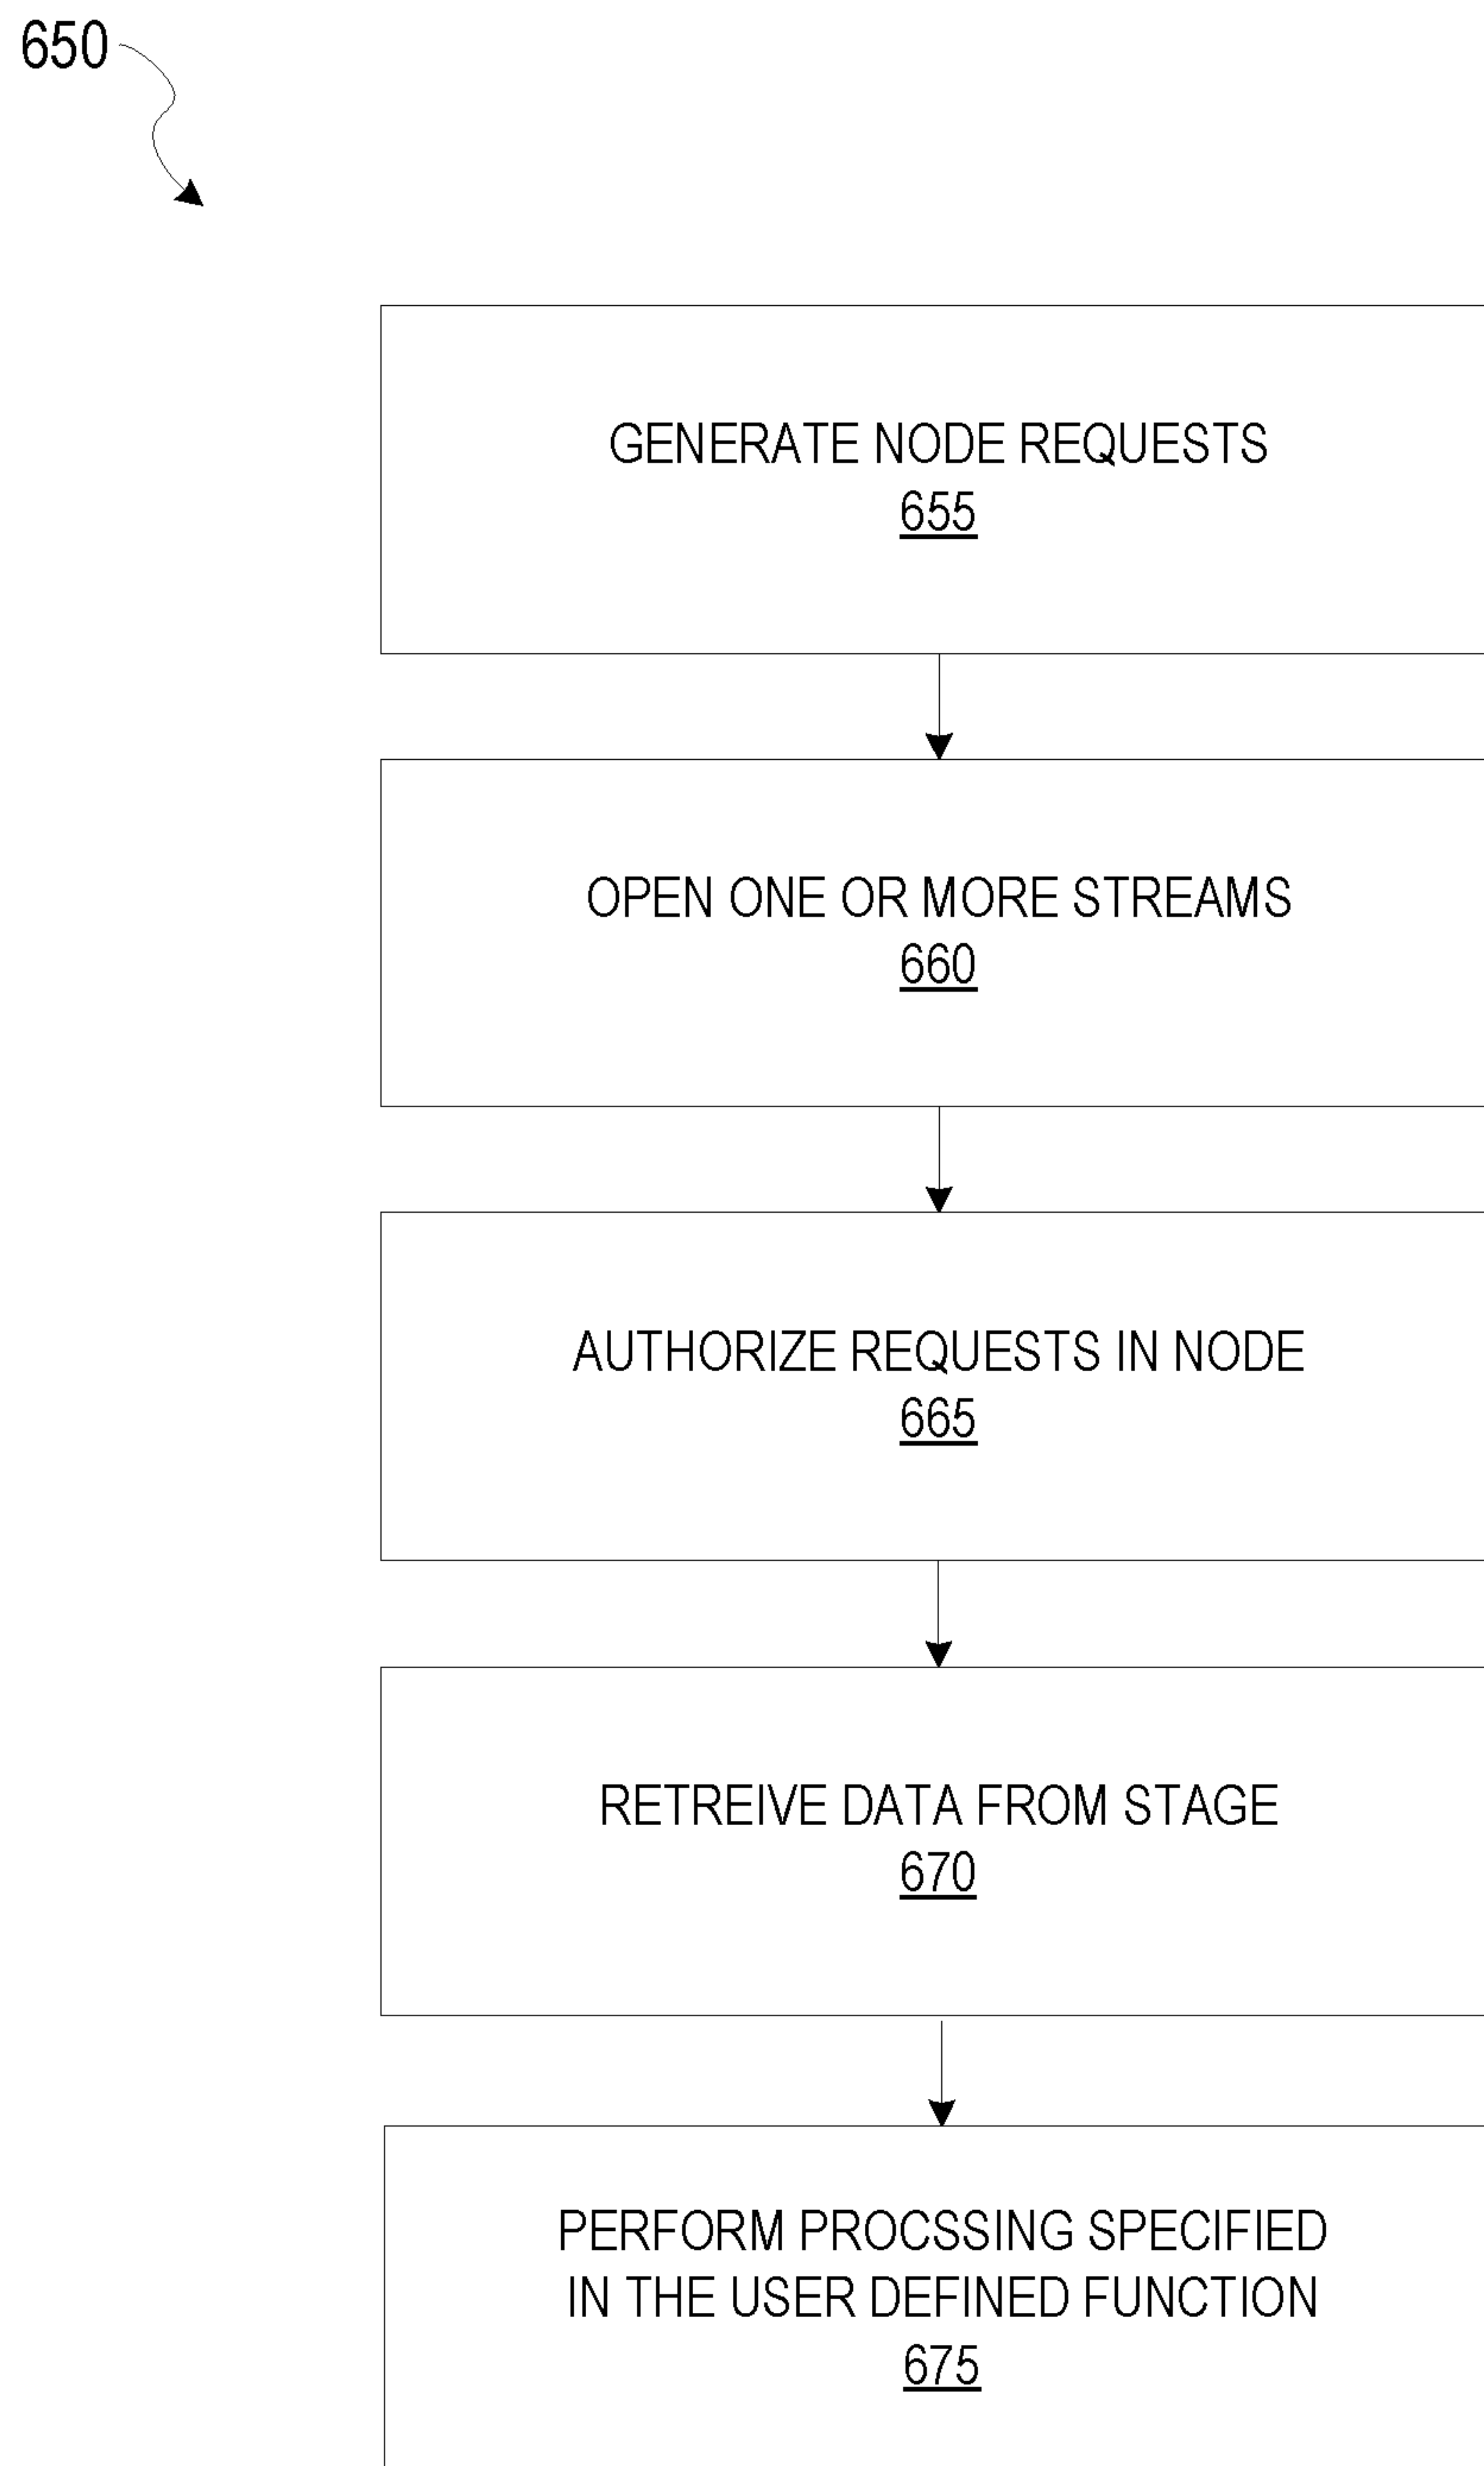 650
GENERATE NODE REQUESTS
655
OPEN ONE OR MORE STREAMS
660
AUTHORIZE REQUESTS IN NODE
665
RETREIVE DATA FROM STAGE
670
PERFORM PROCSSING SPECIFIED
IN THE USER DEFINED FUNCTION
675